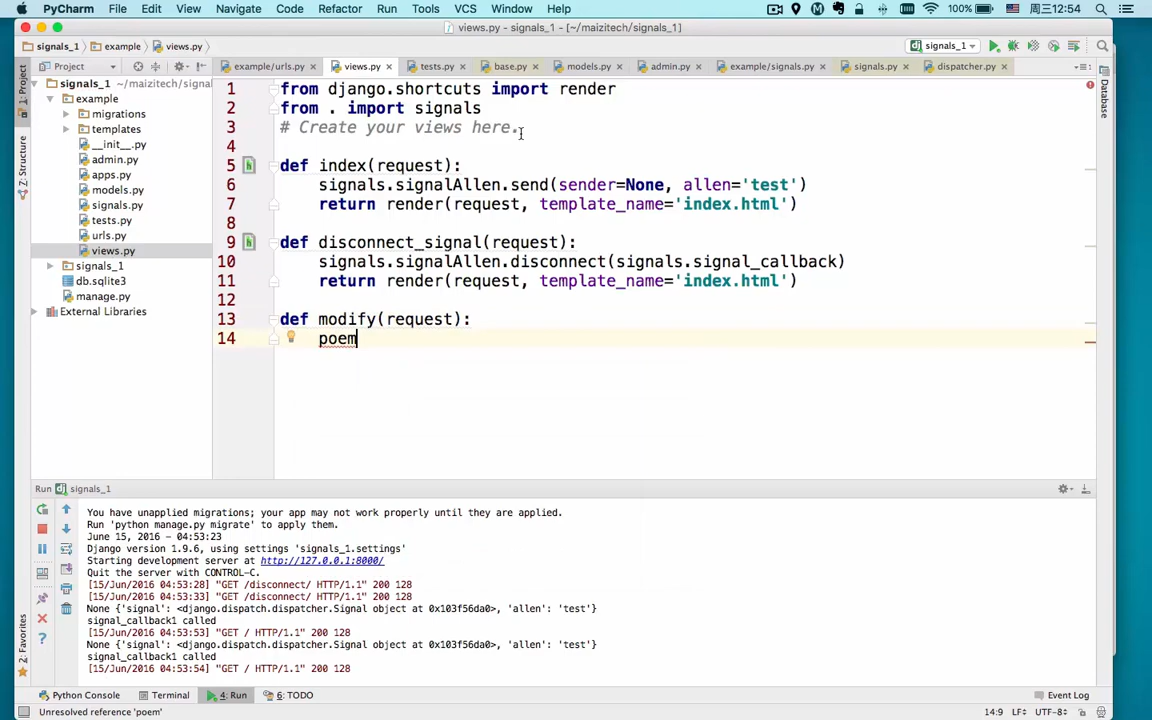 PyCharm File Edit View Navigate Code Refactor Run Tools VCS Window Help 100% 周三12:54
views.py - signals_1 - [~/maizitech/signals_1]
signals_1 example views.py signals_1
Project example/urls.py views.py tests.py base.py models.py admin.py example/signals.py signals.py dispatcher.py
1: Project
Z: Structure
2: Favorites
Database
signals_1 ~/maizitech/signal
example
migrations
templates
__init__.py
admin.py
apps.py
models.py
signals.py
tests.py
urls.py
views.py
signals_1
db.sqlite3
manage.py
External Libraries
1 from django.shortcuts import render
2 from . import signals
3 # Create your views here.
4
5 def index(request):
6 signals.signalAllen.send(sender=None, allen='test')
7 return render(request, template_name='index.html')
8
9 def disconnect_signal(request):
10 signals.signalAllen.disconnect(signals.signal_callback)
11 return render(request, template_name='index.html')
12
13 def modify(request):
14 poem
Run signals_1
You have unapplied migrations; your app may not work properly until they are applied.
Run 'python manage.py migrate' to apply them.
June 15, 2016 - 04:53:23
Django version 1.9.6, using settings 'signals_1.settings'
Starting development server at http://127.0.0.1:8000/
Quit the server with CONTROL-C.
[15/Jun/2016 04:53:28] "GET /disconnect/ HTTP/1.1" 200 128
[15/Jun/2016 04:53:33] "GET /disconnect/ HTTP/1.1" 200 128
None {'signal': <django.dispatch.dispatcher.Signal object at 0x103f56da0>, 'allen': 'test'}
signal_callback1 called
[15/Jun/2016 04:53:53] "GET / HTTP/1.1" 200 128
None {'signal': <django.dispatch.dispatcher.Signal object at 0x103f56da0>, 'allen': 'test'}
signal_callback1 called
[15/Jun/2016 04:53:54] "GET / HTTP/1.1" 200 128
Python Console Terminal 4: Run 6: TODO Event Log
Unresolved reference 'poem' 14:9 LF÷ UTF-8÷